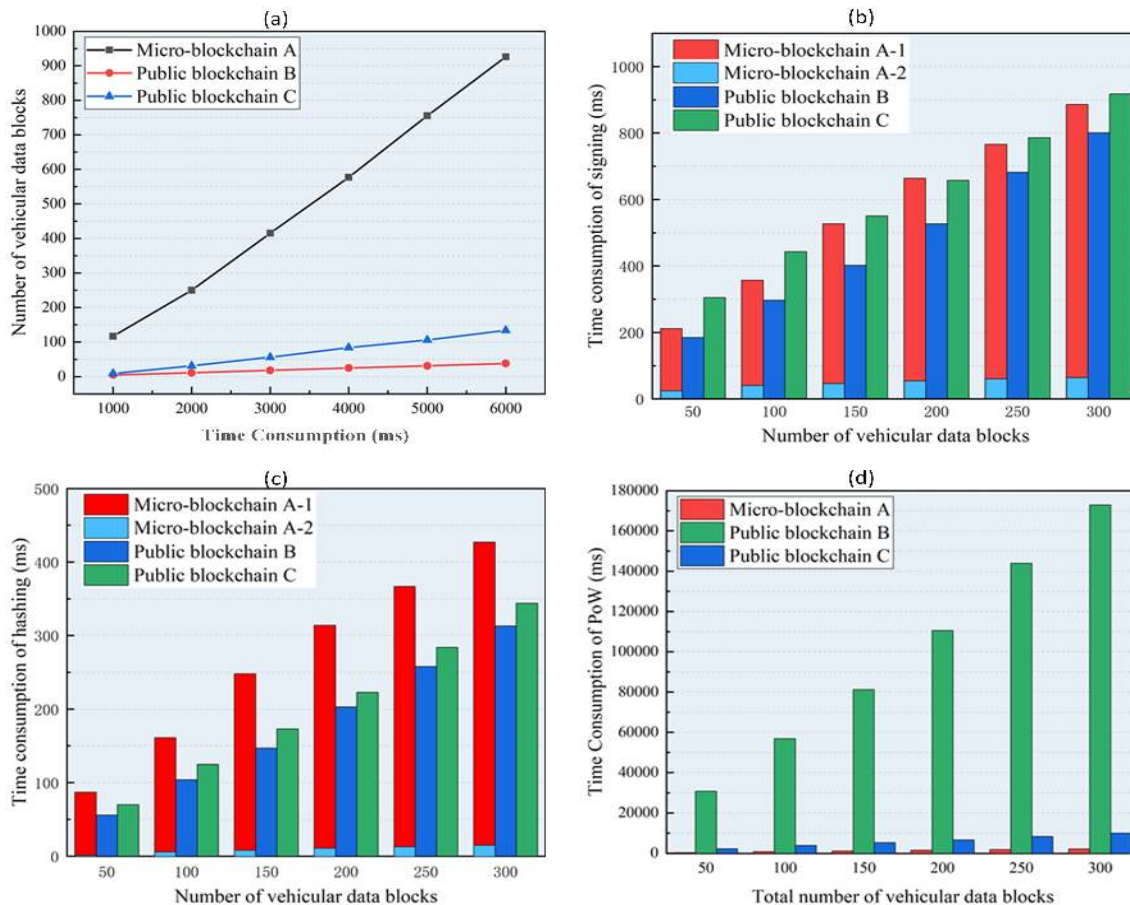 (a)
Number of vehicular data blocks
1000
900
800
700
600
500
400
300
200
100
0
Micro-blockchain A
Public blockchain B
Public blockchain C
1000 2000 3000 4000 5000 6000
Time Consumption (ms)
(b)
Time consumption of signing (ms)
1000
800
600
400
200
0
Micro-blockchain A-1
Micro-blockchain A-2
Public blockchain B
Public blockchain C
50 100 150 200 250 300
Number of vehicular data blocks
(c)
Time consumption of hashing (ms)
500
400
300
200
100
0
Micro-blockchain A-1
Micro-blockchain A-2
Public blockchain B
Public blockchain C
50 100 150 200 250 300
Number of vehicular data blocks
(d)
Time Consumption of PoW (ms)
180000
160000
140000
120000
100000
80000
60000
40000
20000
0
Micro-blockchain A
Public blockchain B
Public blockchain C
50 100 150 200 250 300
Total number of vehicular data blocks